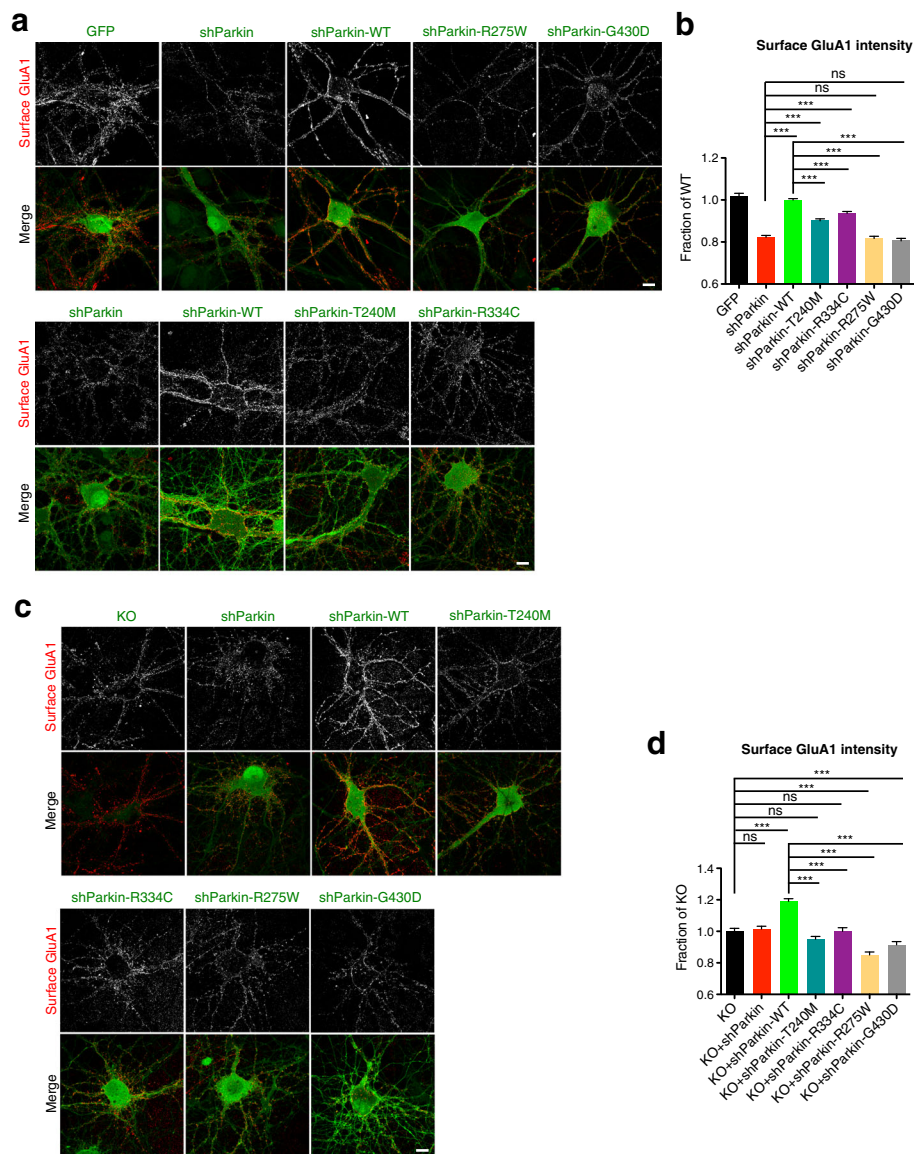 a
GFP shParkin shParkin-WT shParkin-R275W shParkin-G430D
Surface GluA1
Merge
shParkin shParkin-WT shParkin-T240M shParkin-R334C
Surface GluA1
Merge
b
Surface GluA1 intensity
ns
ns
***
***
*** ***
***
***
***
Fraction of WT
1.2
1.0
0.8
0.6
GFP
shParkin
shParkin-WT
shParkin-T240M
shParkin-R334C
shParkin-R275W
shParkin-G430D
c
KO shParkin shParkin-WT shParkin-T240M
Surface GluA1
Merge
shParkin-R334C shParkin-R275W shParkin-G430D
Surface GluA1
Merge
d
Surface GluA1 intensity
***
***
ns
ns
*** ***
ns ***
***
***
Fraction of KO
1.4
1.2
1.0
0.8
0.6
KO
KO+shParkin
KO+shParkin-WT
KO+shParkin-T240M
KO+shParkin-R334C
KO+shParkin-R275W
KO+shParkin-G430D